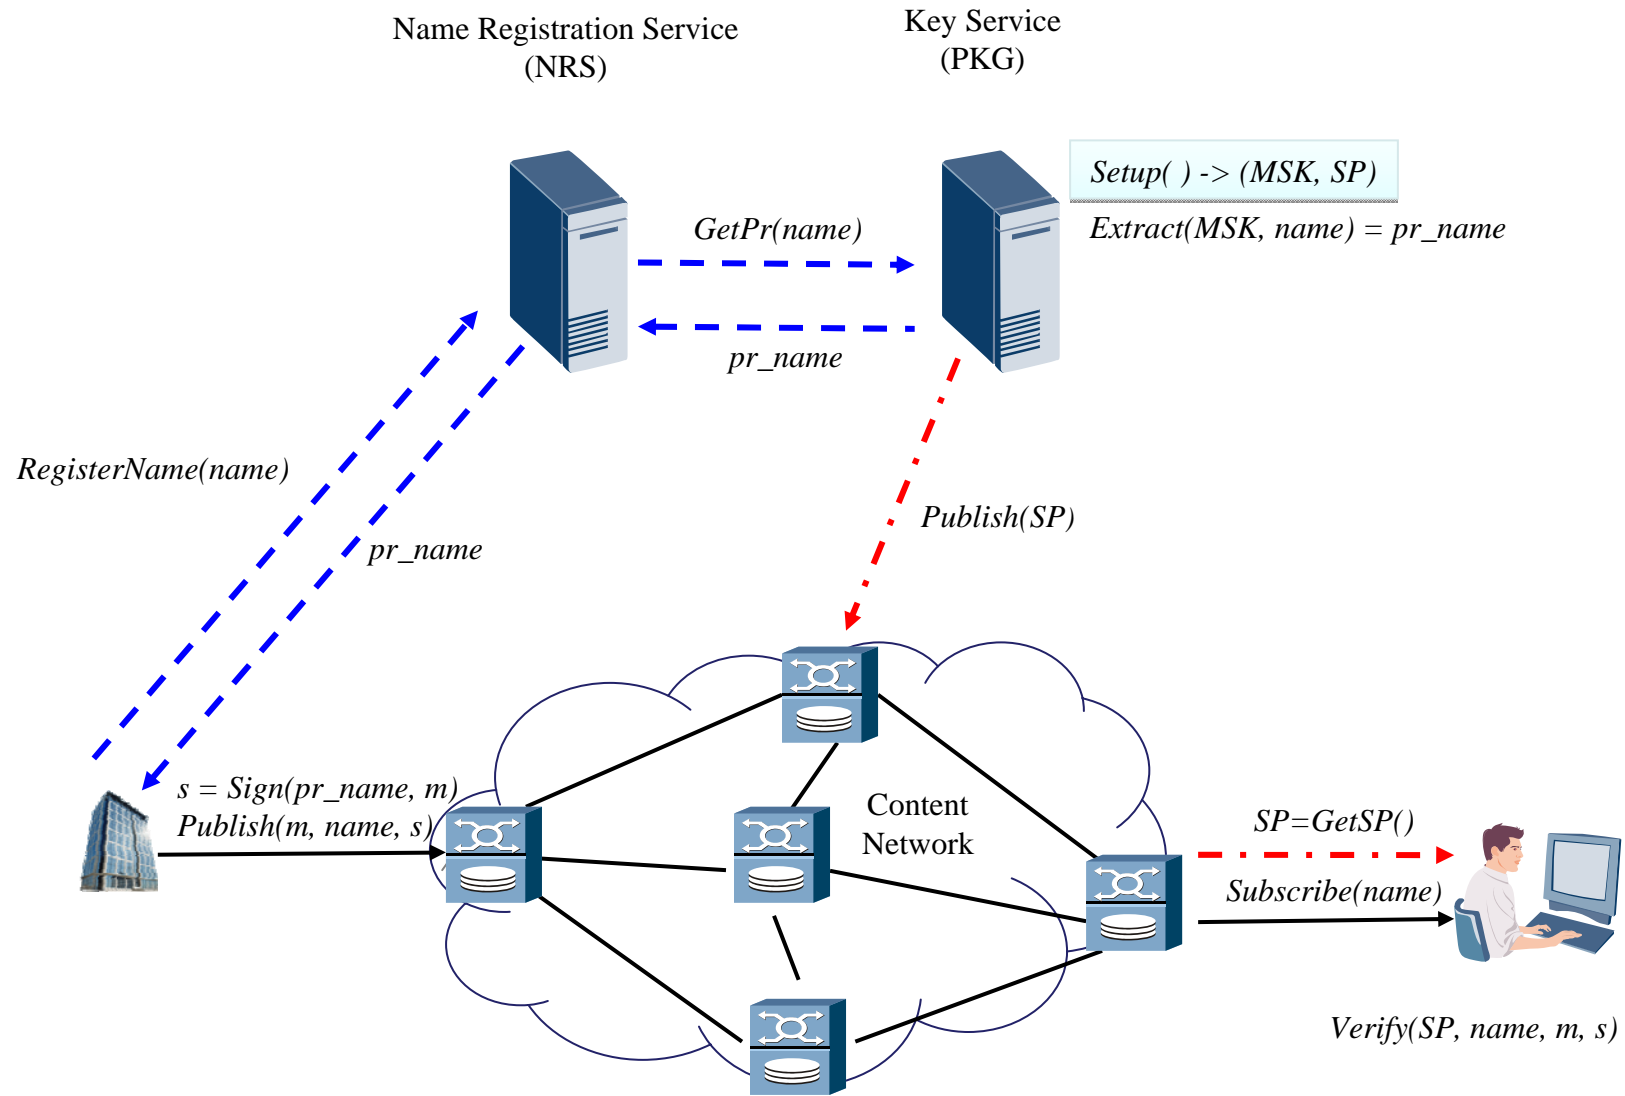 Name Registration Service
(NRS)
Key Service
(PKG)
Setup( ) -> (MSK, SP)
Extract(MSK, name) = pr_name
GetPr(name)
pr_name
RegisterName(name)
pr_name
Publish(SP)
s = Sign(pr_name, m)
Publish(m, name, s)
Content
Network
SP=GetSP()
Subscribe(name)
Verify(SP, name, m, s)